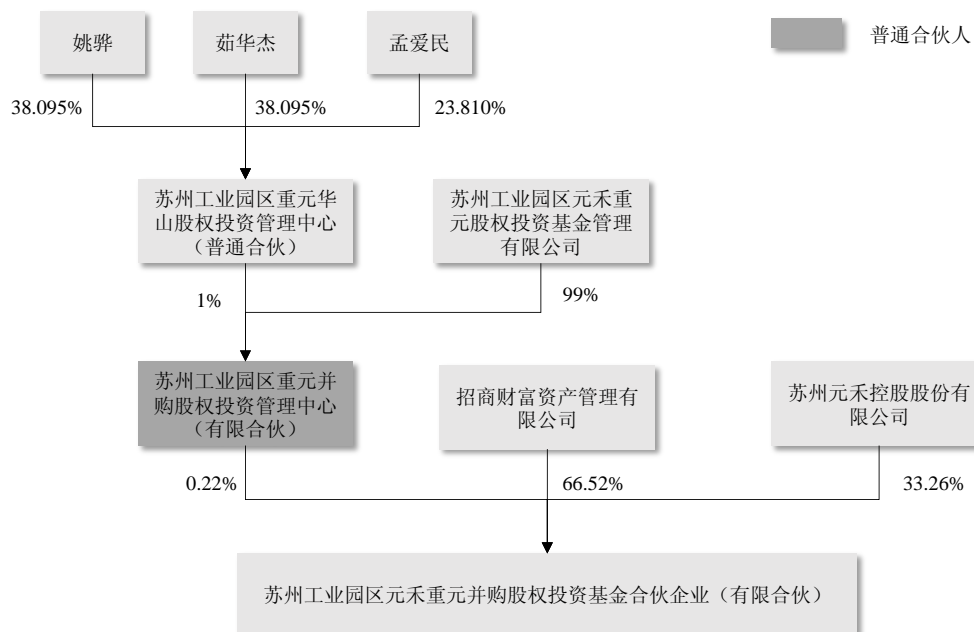 姚骅
茹华杰
孟爱民
普通合伙人
38.095%
38.095%
23.810%
苏州工业园区重元华
山股权投资管理中心
（普通合伙）
苏州工业园区元禾重
元股权投资基金管理
有限公司
1%
99%
苏州工业园区重元并
购股权投资管理中心
（有限合伙）
招商财富资产管理有
限公司
苏州元禾控股股份有
限公司
0.22%
66.52%
33.26%
苏州工业园区元禾重元并购股权投资基金合伙企业（有限合伙）